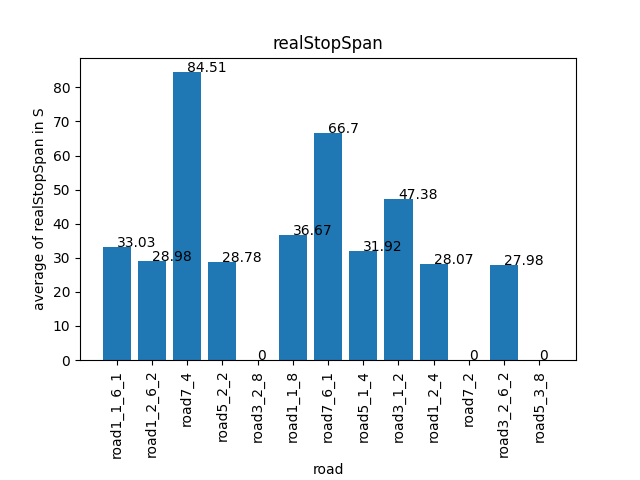 realStopSpan
average of realStopSpan in S
80
70
60
50
40
30
20
10
0
33.03
28.98
84.51
28.78
0
36.67
66.7
31.92
47.38
28.07
0
27.98
0
road1_1_6_1
road1_2_6_2
road7_4
road5_2_2
road3_2_8
road1_1_8
road7_6_1
road5_1_4
road3_1_2
road1_2_4
road7_2
road3_2_6_2
road5_3_8
road